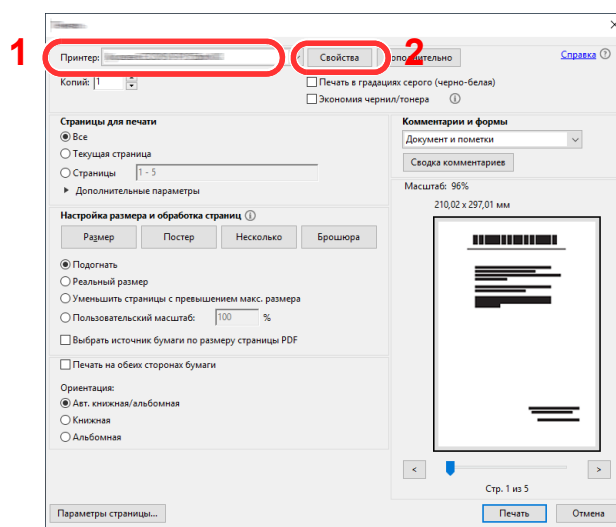 1
2
Принтер:
Свойства
Дополнительно
Справка
Копий: 1
Печать в градациях серого (черно-белая)
Экономия чернил/тонера
Страницы для печати
Все
Текущая страница
Страницы 1 - 5
Дополнительные параметры
Настройка размера и обработка страниц
Размер Постер Несколько Брошюра
Подогнать
Реальный размер
Уменьшить страницы с превышением макс. размера
Пользовательский масштаб: 100 %
Выбрать источник бумаги по размеру страницы PDF
Печать на обеих сторонах бумаги
Ориентация:
Авт. книжная/альбомная
Книжная
Альбомная
Комментарии и формы
Документ и пометки
Сводка комментариев
Масштаб: 96%
210,02 x 297,01 мм
< >
Стр. 1 из 5
Параметры страницы...
Печать
Отмена